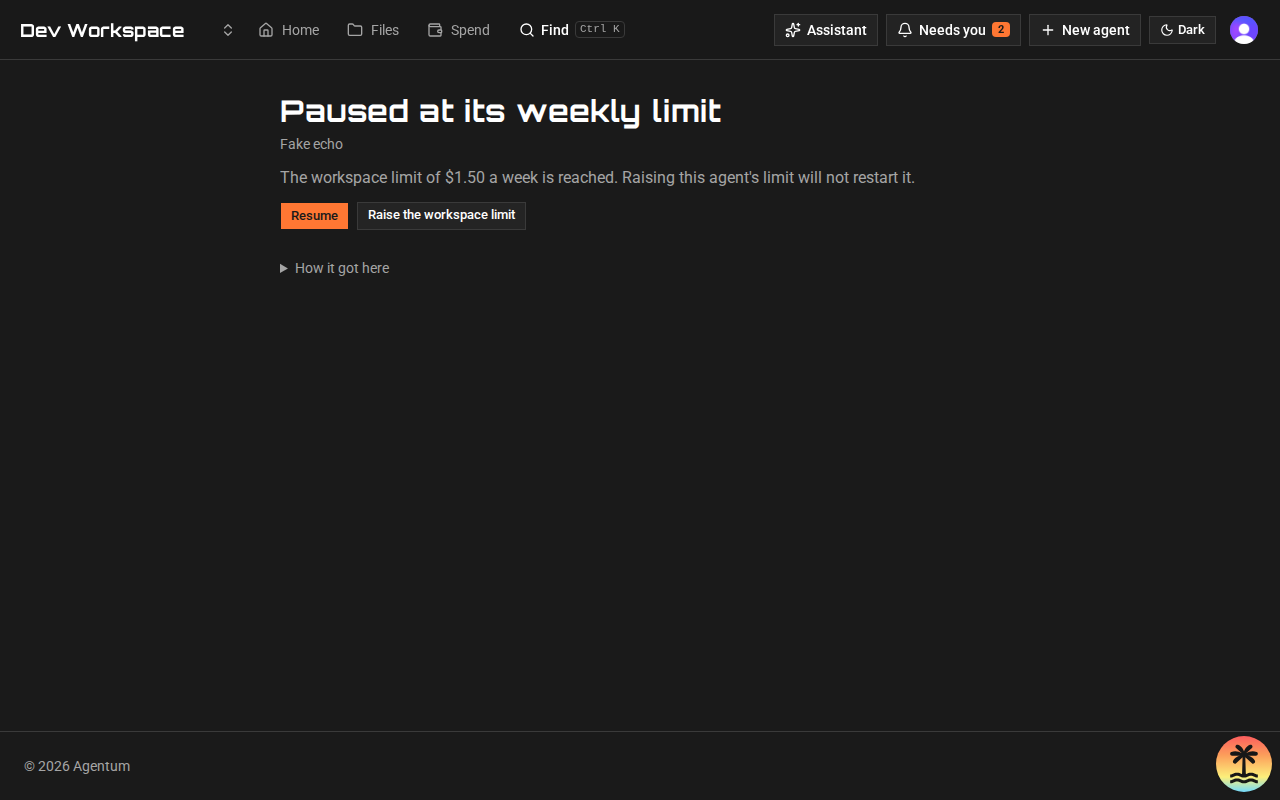 Dev Workspace
Home
Files
Spend
Find Ctrl K
Assistant
Needs you 2
New agent
Dark
Paused at its weekly limit
Fake echo
The workspace limit of $1.50 a week is reached. Raising this agent's limit will not restart it.
Resume
Raise the workspace limit
How it got here
© 2026 Agentum